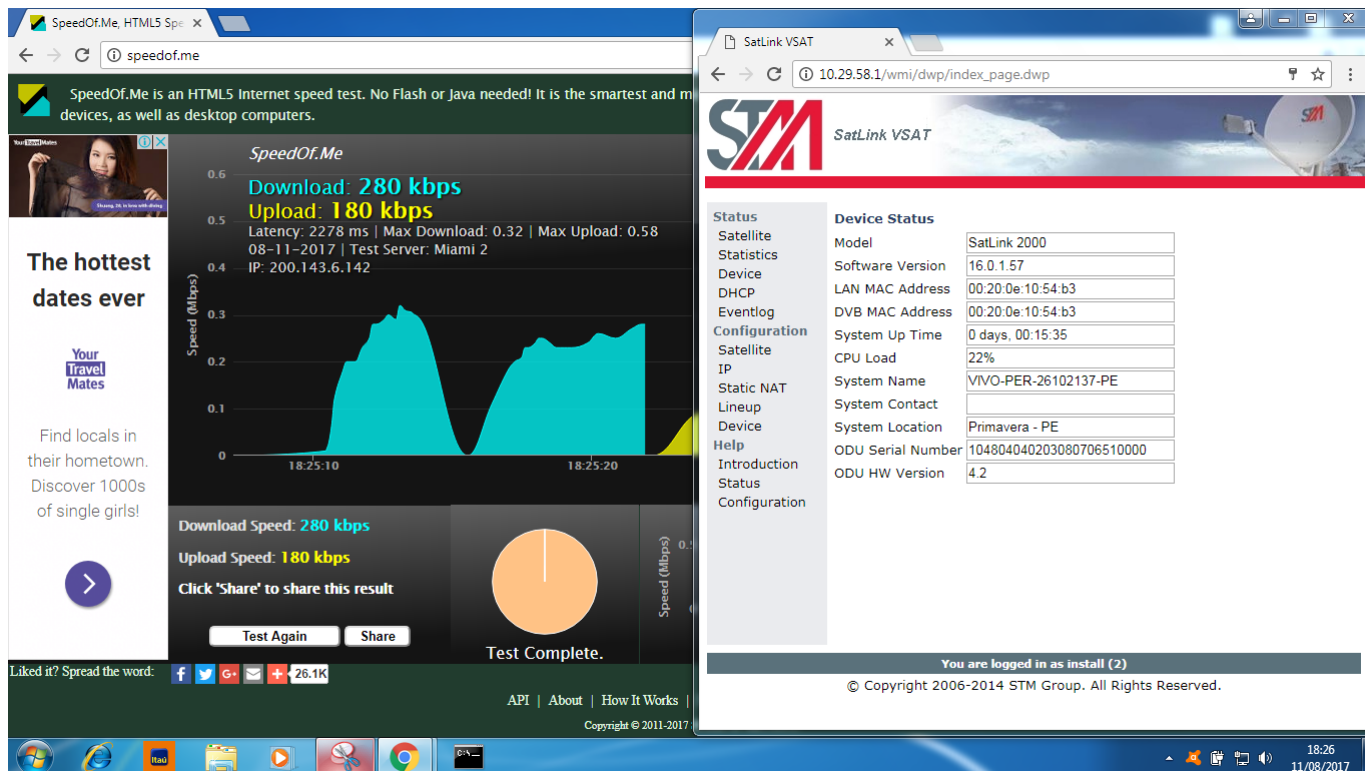 SpeedOf.Me, HTML5 Spe
speedof.me
SpeedOf.Me is an HTML5 Internet speed test. No Flash or Java needed! It is the smartest and m
devices, as well as desktop computers.
YourTravelMates
Shuang, 28, in love with diving
The hottest
dates ever
Your
Travel
Mates
Find locals in
their hometown.
Discover 1000s
of single girls!
SpeedOf.Me
Download: 280 kbps
Upload: 180 kbps
Latency: 2278 ms | Max Download: 0.32 | Max Upload: 0.58
08-11-2017 | Test Server: Miami 2
IP: 200.143.6.142
Speed (Mbps)
0.6
0.5
0.4
0.3
0.2
0.1
0
18:25:10
18:25:20
Download Speed: 280 kbps
Upload Speed: 180 kbps
Click 'Share' to share this result
Test Again
Share
Test Complete.
Speed (Mbps)
0.5
Liked it? Spread the word:
f
G+
26.1K
API | About | How It Works |
Copyright © 2011-2017
SatLink VSAT
10.29.58.1/wmi/dwp/index_page.dwp
STM
SatLink VSAT
STM
Status
Satellite
Statistics
Device
DHCP
Eventlog
Configuration
Satellite
IP
Static NAT
Lineup
Device
Help
Introduction
Status
Configuration
Device Status
Model SatLink 2000
Software Version 16.0.1.57
LAN MAC Address 00:20:0e:10:54:b3
DVB MAC Address 00:20:0e:10:54:b3
System Up Time 0 days, 00:15:35
CPU Load 22%
System Name VIVO-PER-26102137-PE
System Contact
System Location Primavera - PE
ODU Serial Number 104804040203080706510000
ODU HW Version 4.2
You are logged in as install (2)
© Copyright 2006-2014 STM Group. All Rights Reserved.
Itaú
C:\
18:26
11/08/2017